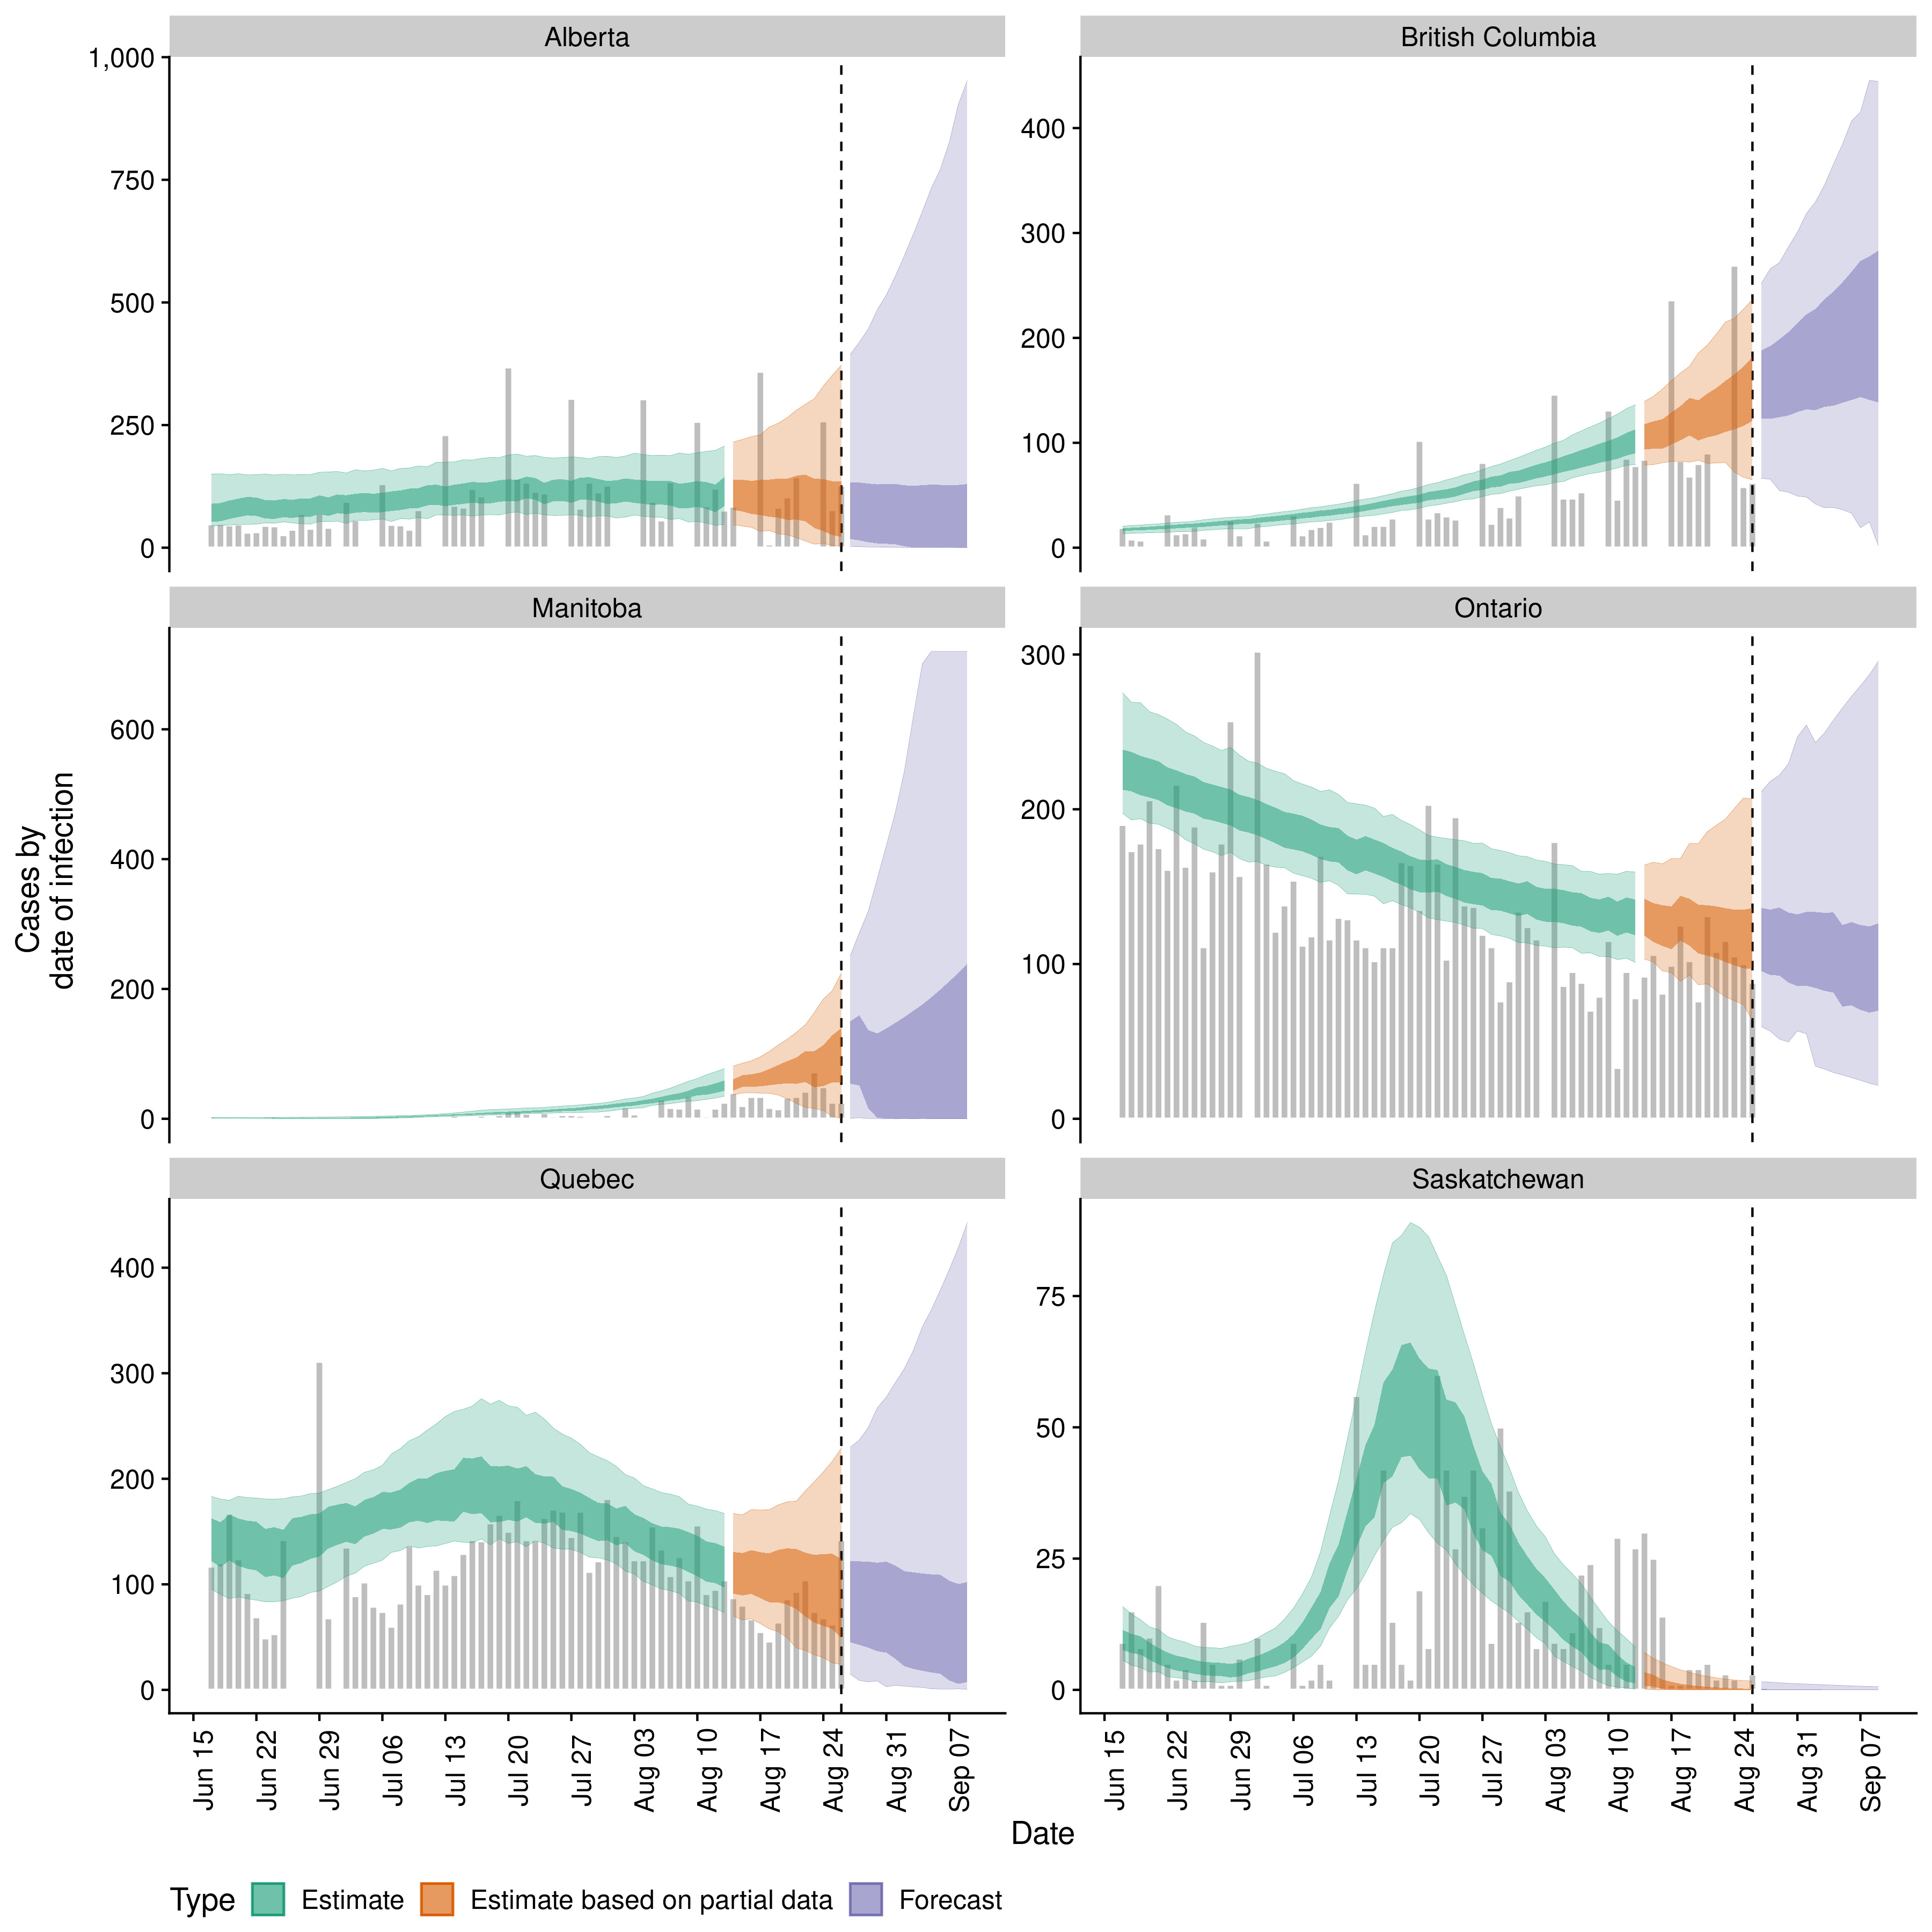 Alberta
British Columbia
1,000
750
500
250
0
400
300
200
100
0
Manitoba
Ontario
600
400
200
0
300
200
100
0
Cases by
date of infection
Quebec
Saskatchewan
400
300
200
100
0
75
50
25
0
Jun 15
Jun 22
Jun 29
Jul 06
Jul 13
Jul 20
Jul 27
Aug 03
Aug 10
Aug 17
Aug 24
Aug 31
Sep 07
Jun 15
Jun 22
Jun 29
Jul 06
Jul 13
Jul 20
Jul 27
Aug 03
Aug 10
Aug 17
Aug 24
Aug 31
Sep 07
Date
Type Estimate Estimate based on partial data Forecast